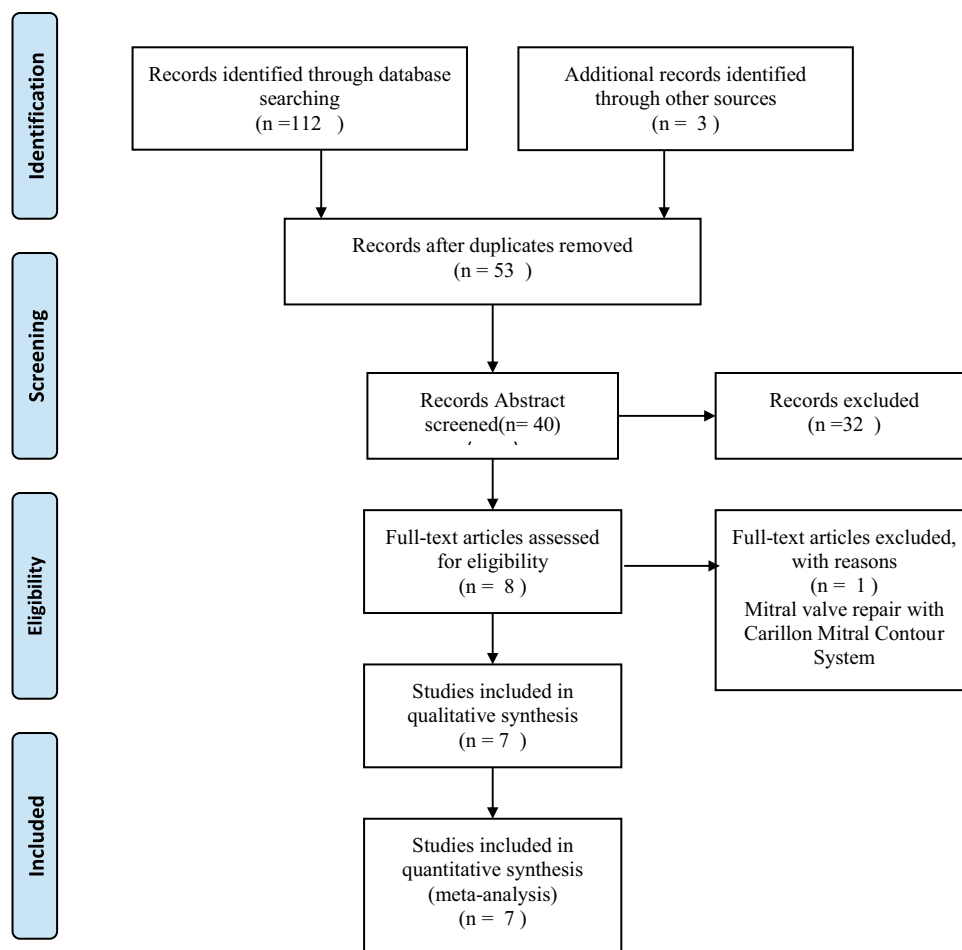 Identification
Records identified through database
searching
(n =112   )
Additional records identified
through other sources
(n =  3 )
Records after duplicates removed
(n = 53  )
Screening
Records Abstract
screened(n= 40)
Records excluded
(n =32  )
Eligibility
Full-text articles assessed
for eligibility
(n =  8 )
Full-text articles excluded,
with reasons
(n =  1 )
Mitral valve repair with
Carillon Mitral Contour
System
Studies included in
qualitative synthesis
(n = 7  )
Included
Studies included in
quantitative synthesis
(meta-analysis)
(n =  7 )